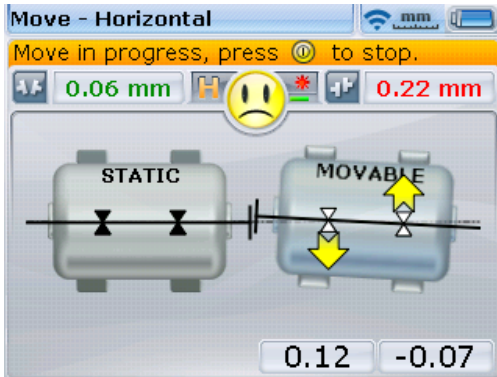 Move - Horizontal
mm
Move in progress, press to stop.
0.06 mm H 0.22 mm
STATIC MOVABLE
0.12 -0.07